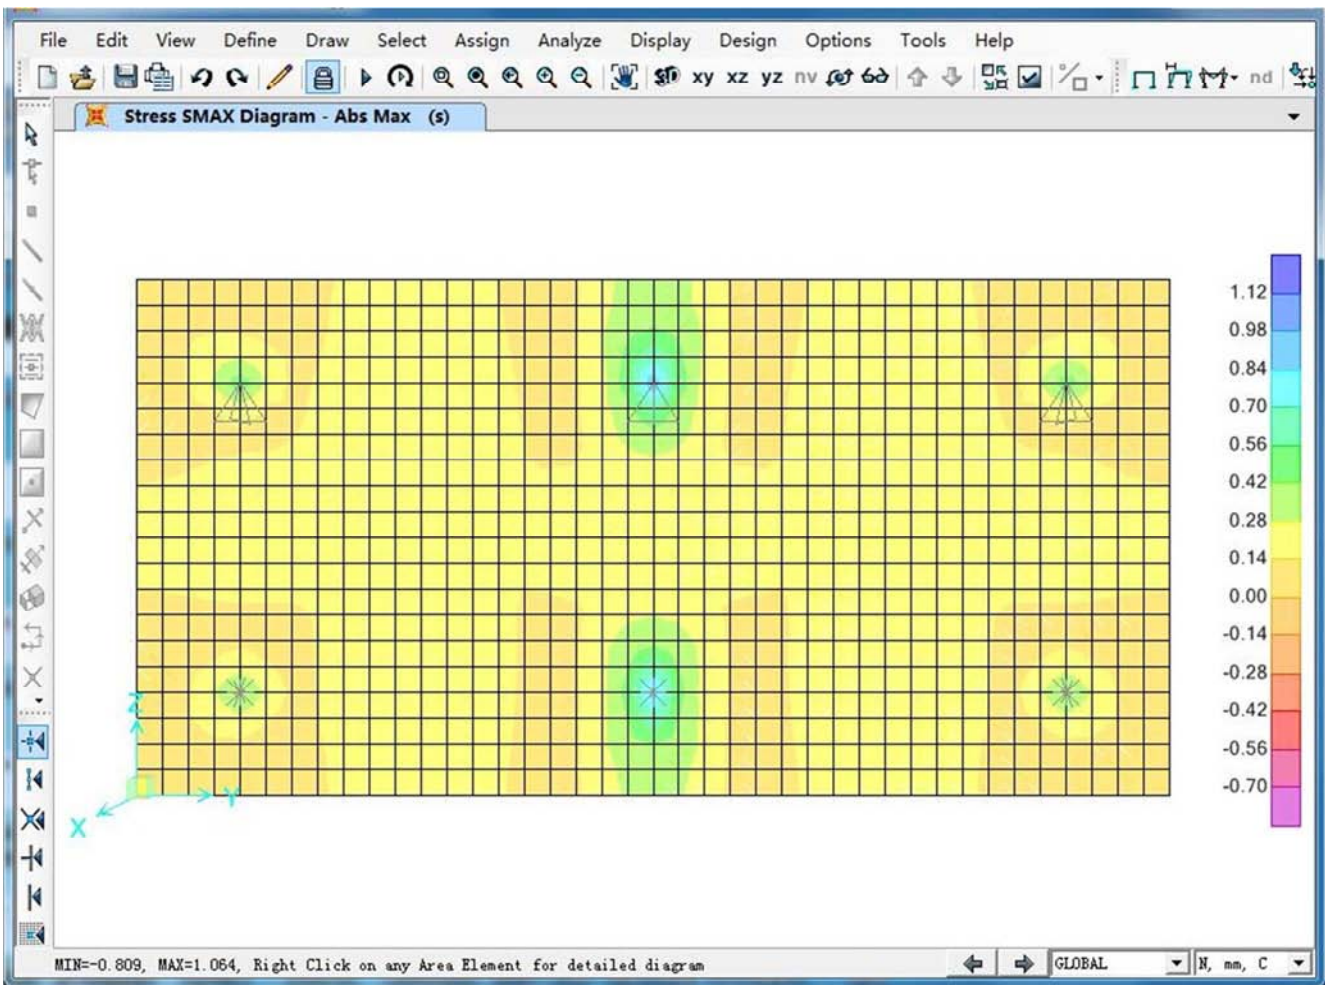 File Edit View Define Draw Select Assign Analyze Display Design Options Tools Help
3D xy xz yz nv nd
Stress SMAX Diagram - Abs Max (s)
1.12
0.98
0.84
0.70
0.56
0.42
0.28
0.14
0.00
-0.14
-0.28
-0.42
-0.56
-0.70
Z
Y
X
MIN=-0.809, MAX=1.064, Right Click on any Area Element for detailed diagram GLOBAL N, mm, C